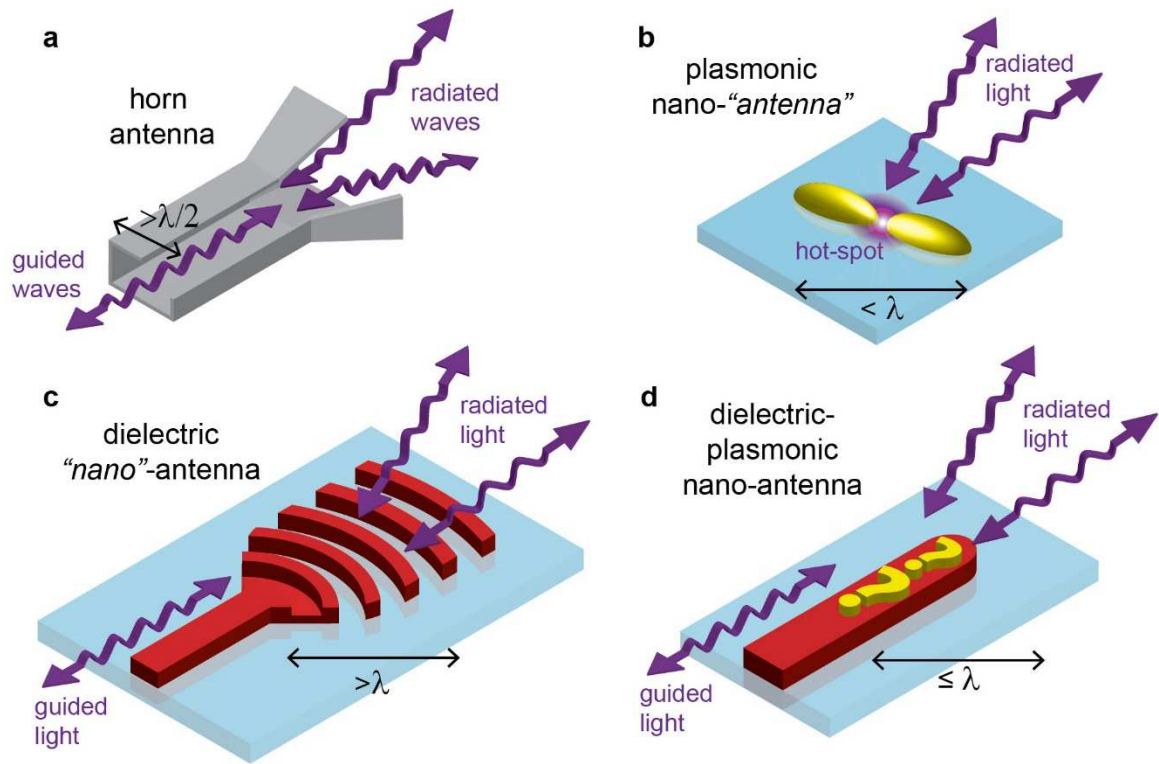 a
horn
antenna
radiated
waves
>λ/2
guided
waves
b
plasmonic
nano-“antenna”
radiated
light
hot-spot
< λ
c
dielectric
“nano”-antenna
radiated
light
>λ
guided
light
d
dielectric-
plasmonic
nano-antenna
radiated
light
¿?¿?
≤ λ
guided
light